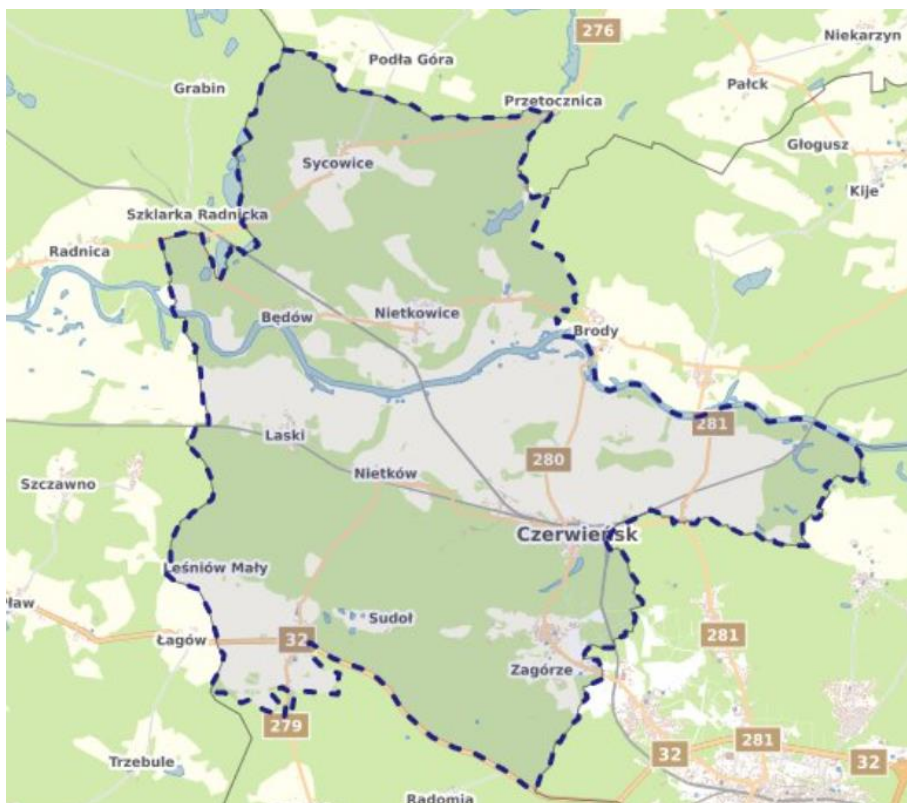 276
Niekarzyn
Podła Góra
Pałck
Grabin
Przetocznica
Głogusz
Sycowice
Kije
Szklarka Radnicka
Radnica
Będów
Nietkowice
Brody
281
Laski
280
Nietków
Szczawno
Czerwieńsk
Leśniów Mały
ław
Sudoł
Łagów
32
281
Zagórze
279
32
281
32
Trzebule
Radomia